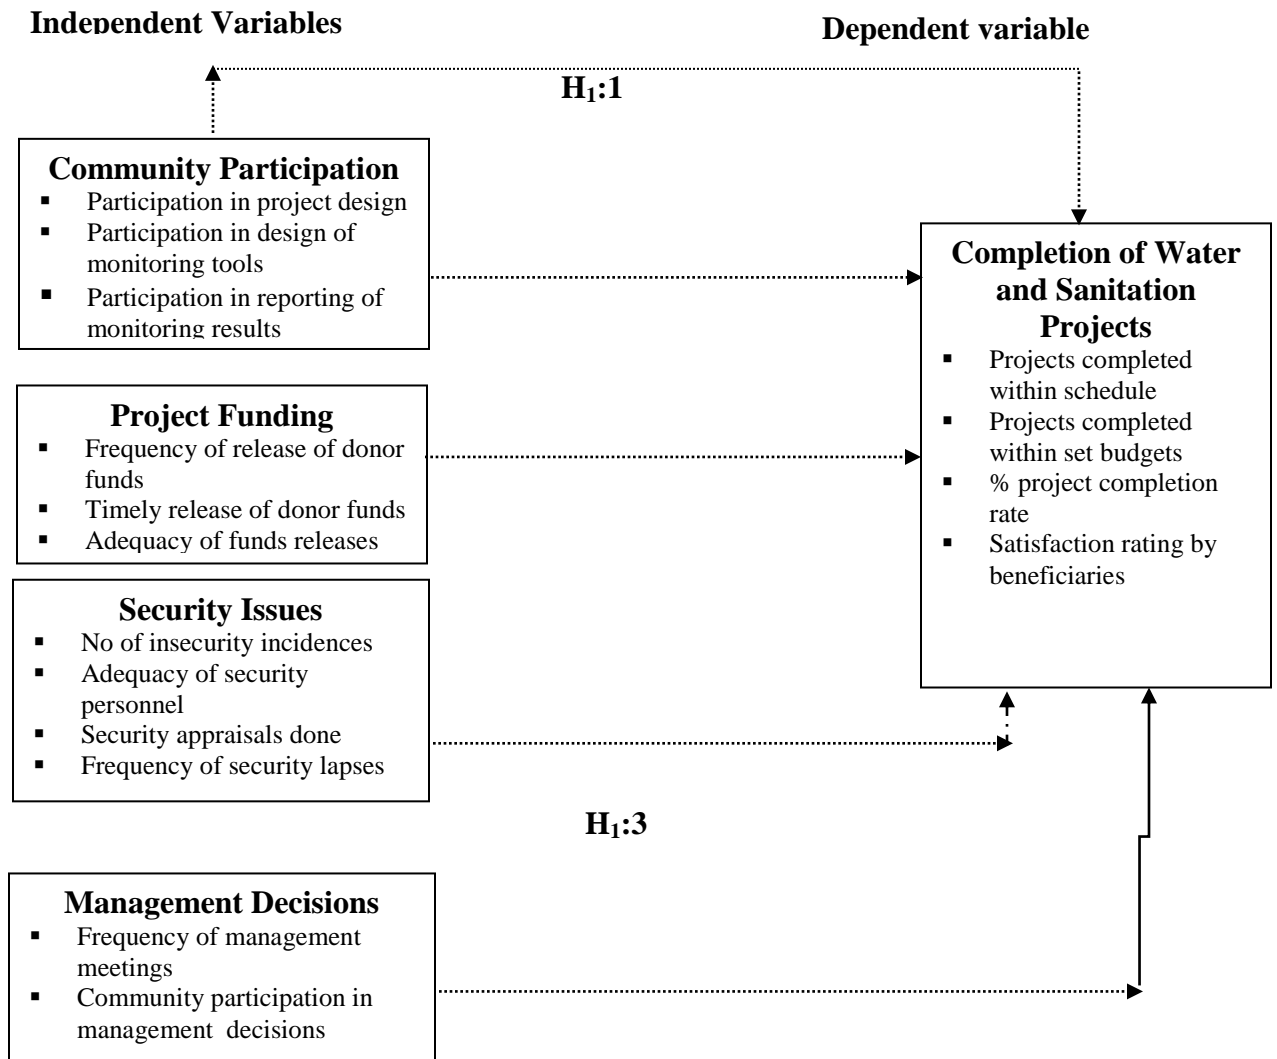 Independent Variables
Dependent variable
H1:1
Community Participation
▪ Participation in project design
▪ Participation in design of
monitoring tools
▪ Participation in reporting of
monitoring results
Project Funding
▪ Frequency of release of donor
funds
▪ Timely release of donor funds
▪ Adequacy of funds releases
Security Issues
▪ No of insecurity incidences
▪ Adequacy of security
personnel
▪ Security appraisals done
▪ Frequency of security lapses
H1:3
Management Decisions
▪ Frequency of management
meetings
▪ Community participation in
management decisions
Completion of Water
and Sanitation
Projects
▪ Projects completed
within schedule
▪ Projects completed
within set budgets
▪ % project completion
rate
▪ Satisfaction rating by
beneficiaries